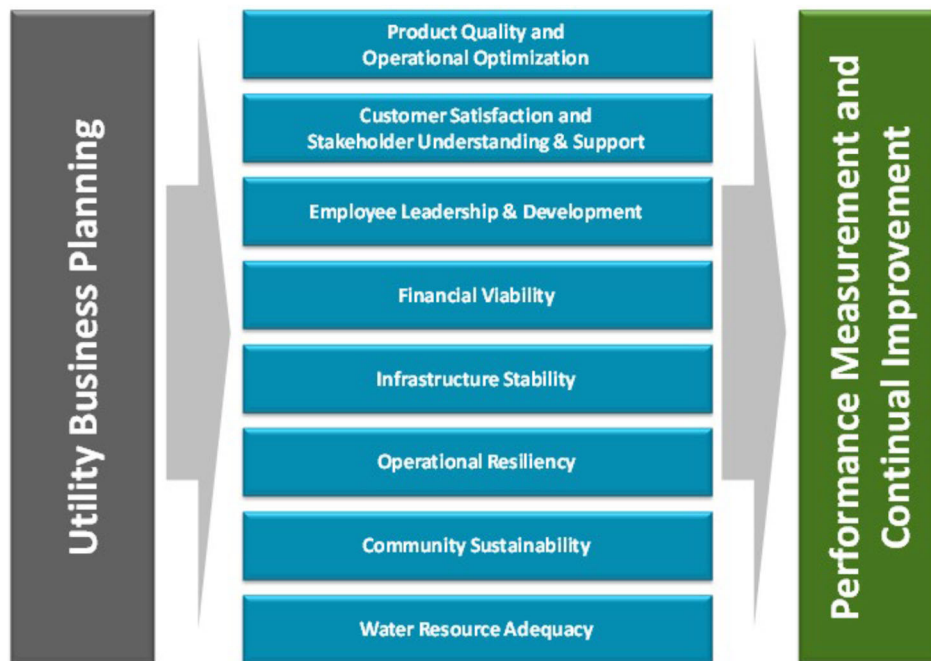 Utility Business Planning
Product Quality and
Operational Optimization
Customer Satisfaction and
Stakeholder Understanding & Support
Employee Leadership & Development
Financial Viability
Infrastructure Stability
Operational Resiliency
Community Sustainability
Water Resource Adequacy
Performance Measurement and
Continual Improvement